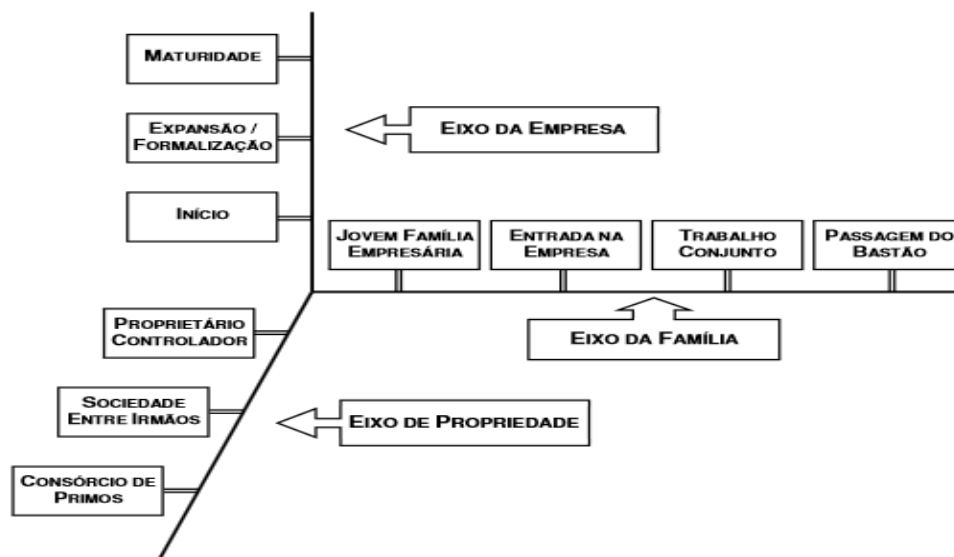 MATURIDADE
EXPANSÃO /
FORMALIZAÇÃO
EIXO DA EMPRESA
INÍCIO
JOVEM FAMÍLIA
EMPRESÁRIA
ENTRADA NA
EMPRESA
TRABALHO
CONJUNTO
PASSAGEM DO
BASTÃO
PROPRIETÁRIO
CONTROLADOR
EIXO DA FAMÍLIA
SOCIEDADE
ENTRE IRMÃOS
EIXO DE PROPRIEDADE
CONSÓRCIO DE
PRIMOS